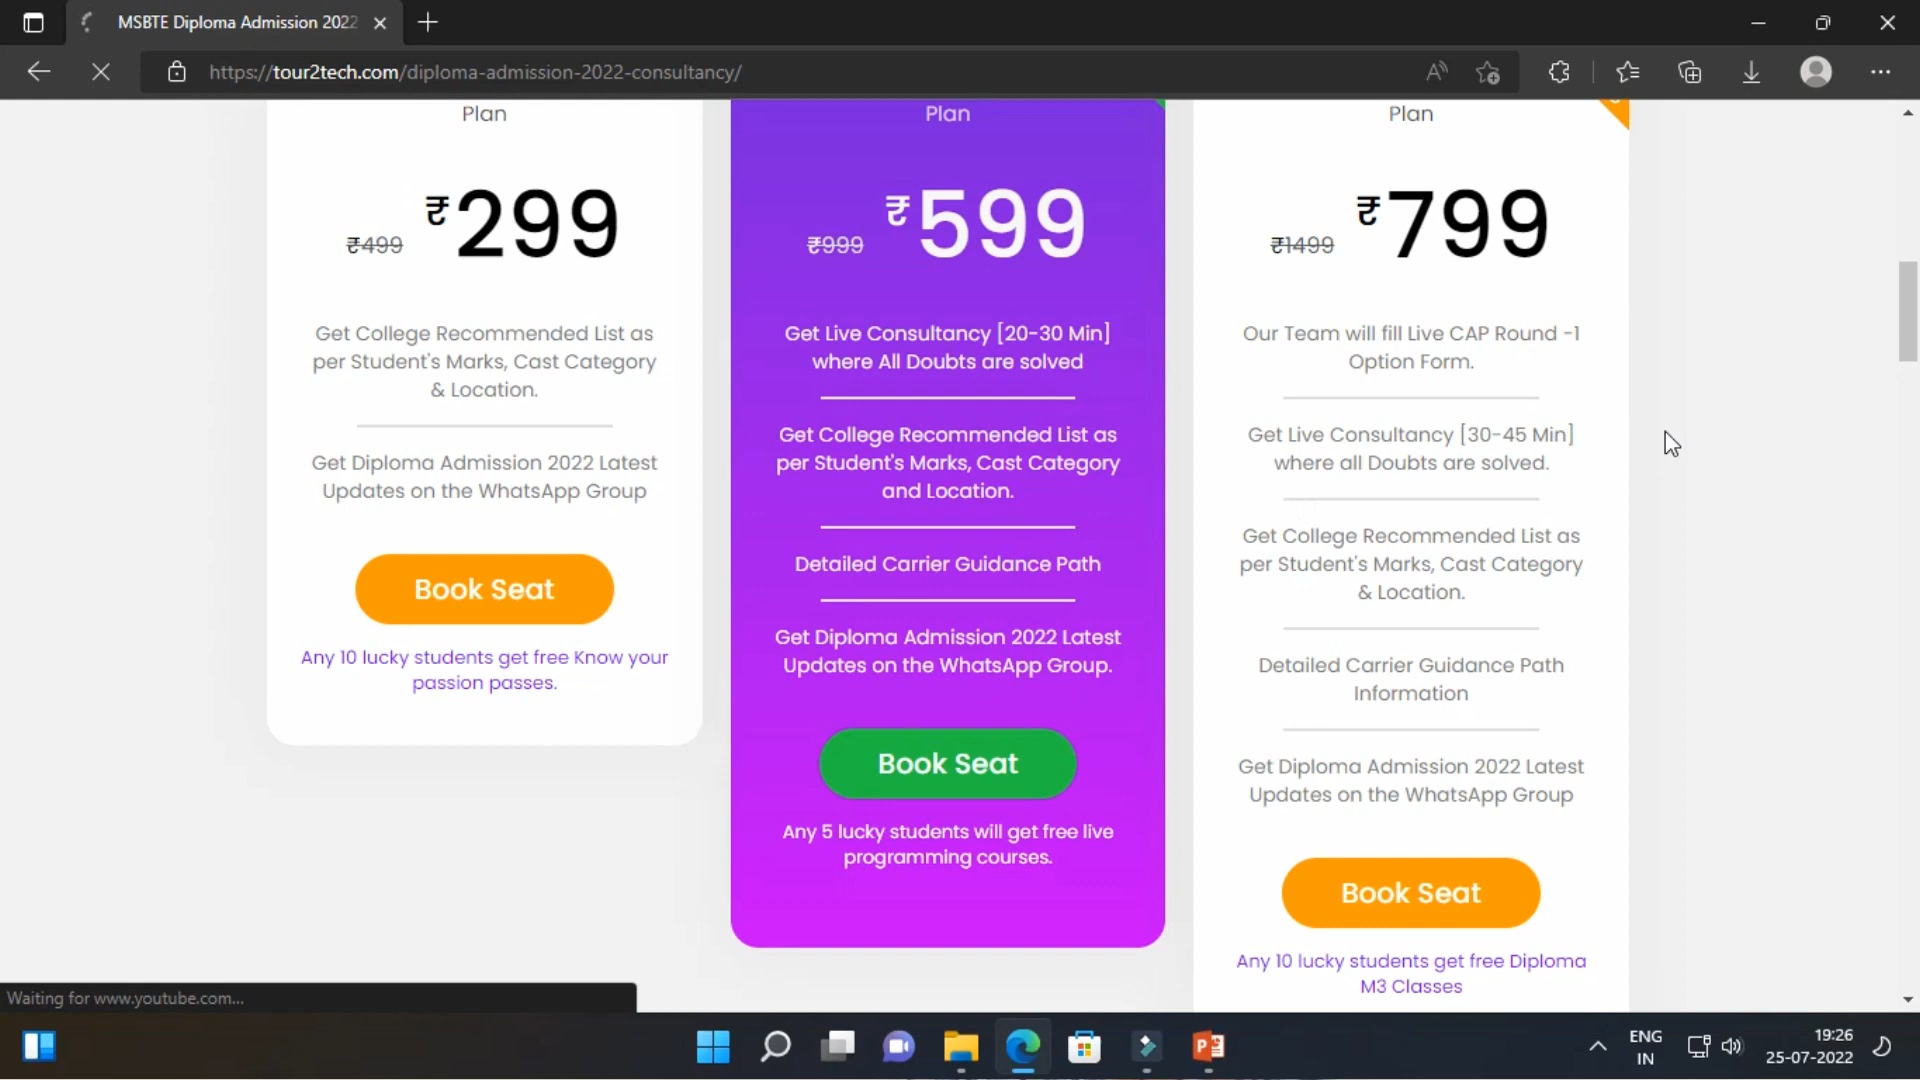 MSBTE Diploma Admission 2022
https://tour2tech.com/diploma-admission-2022-consultancy/
Plan
₹499 ₹299
Get College Recommended List as
per Student's Marks, Cast Category
& Location.
Get Diploma Admission 2022 Latest
Updates on the WhatsApp Group
Book Seat
Any 10 lucky students get free Know your
passion passes.
Plan
₹999 ₹599
Get Live Consultancy [20-30 Min]
where All Doubts are solved
Get College Recommended List as
per Student's Marks, Cast Category
and Location.
Detailed Carrier Guidance Path
Get Diploma Admission 2022 Latest
Updates on the WhatsApp Group.
Book Seat
Any 5 lucky students will get free live
programming courses.
Plan
₹1499 ₹799
Our Team will fill Live CAP Round -1
Option Form.
Get Live Consultancy [30-45 Min]
where all Doubts are solved.
Get College Recommended List as
per Student's Marks, Cast Category
& Location.
Detailed Carrier Guidance Path
Information
Get Diploma Admission 2022 Latest
Updates on the WhatsApp Group
Book Seat
Any 10 lucky students get free Diploma
M3 Classes
Waiting for www.youtube.com...
ENG
IN
19:26
25-07-2022